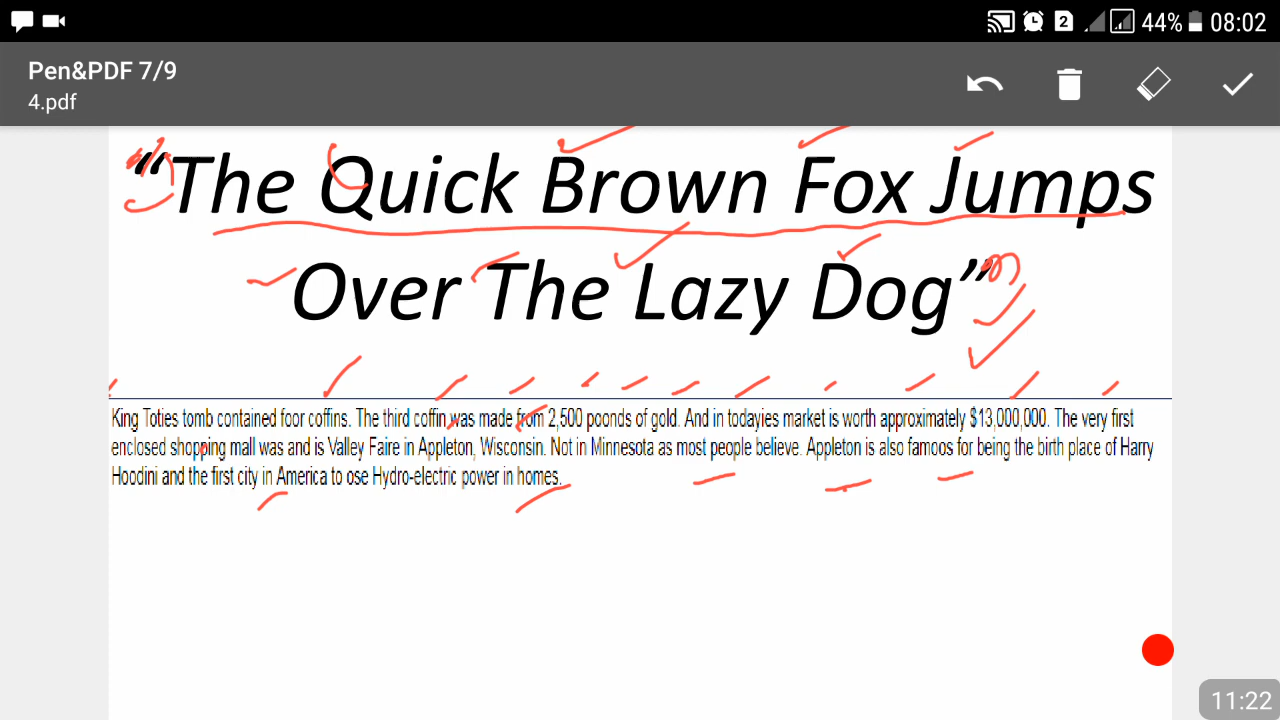 44% 08:02
Pen&PDF 7/9
4.pdf
“The Quick Brown Fox Jumps
Over The Lazy Dog”
King Toties tomb contained foor coffins. The third coffin was made from 2,500 poonds of gold. And in todayies market is worth approximately $13,000,000. The very first
enclosed shopping mall was and is Valley Faire in Appleton, Wisconsin. Not in Minnesota as most people believe. Appleton is also famoos for being the birth place of Harry
Hoodini and the first city in America to ose Hydro-electric power in homes.
11:22